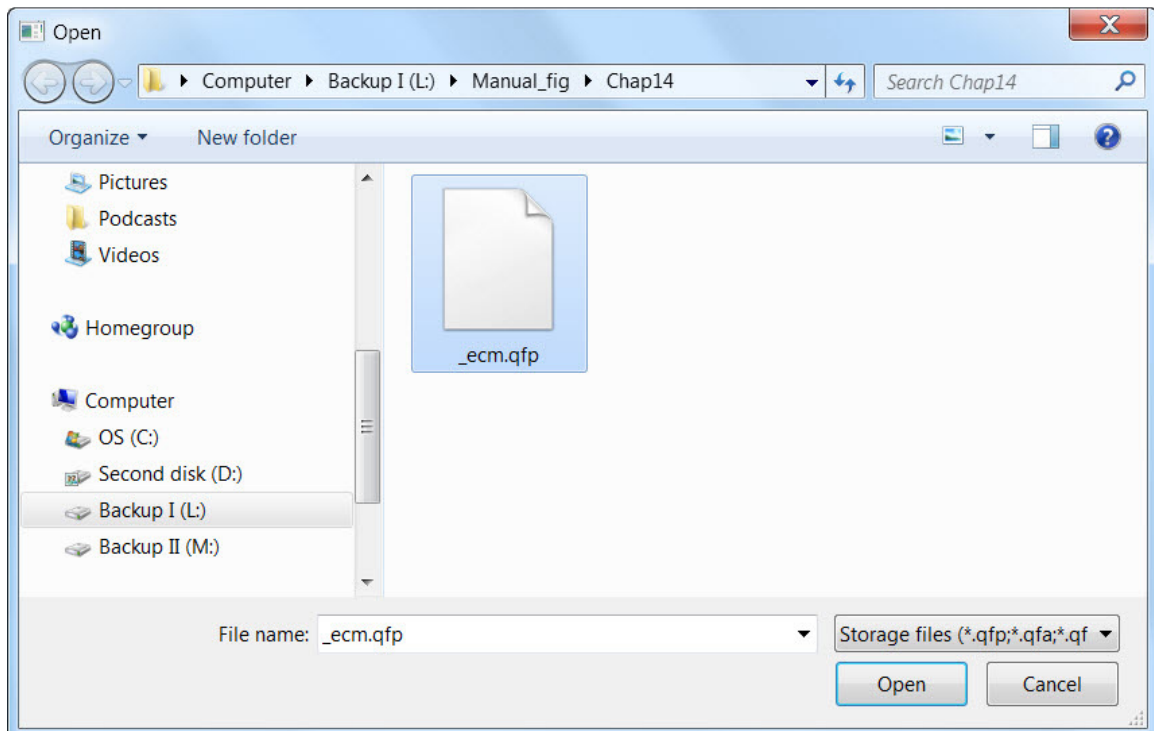 Open
Computer Backup I (L:) Manual_fig Chap14
Search Chap14
Organize New folder
Pictures
Podcasts
Videos
Homegroup
Computer
OS (C:)
Second disk (D:)
Backup I (L:)
Backup II (M:)
_ecm.qfp
File name: _ecm.qfp
Storage files (*.qfp;*.qfa;*.qf
Open Cancel